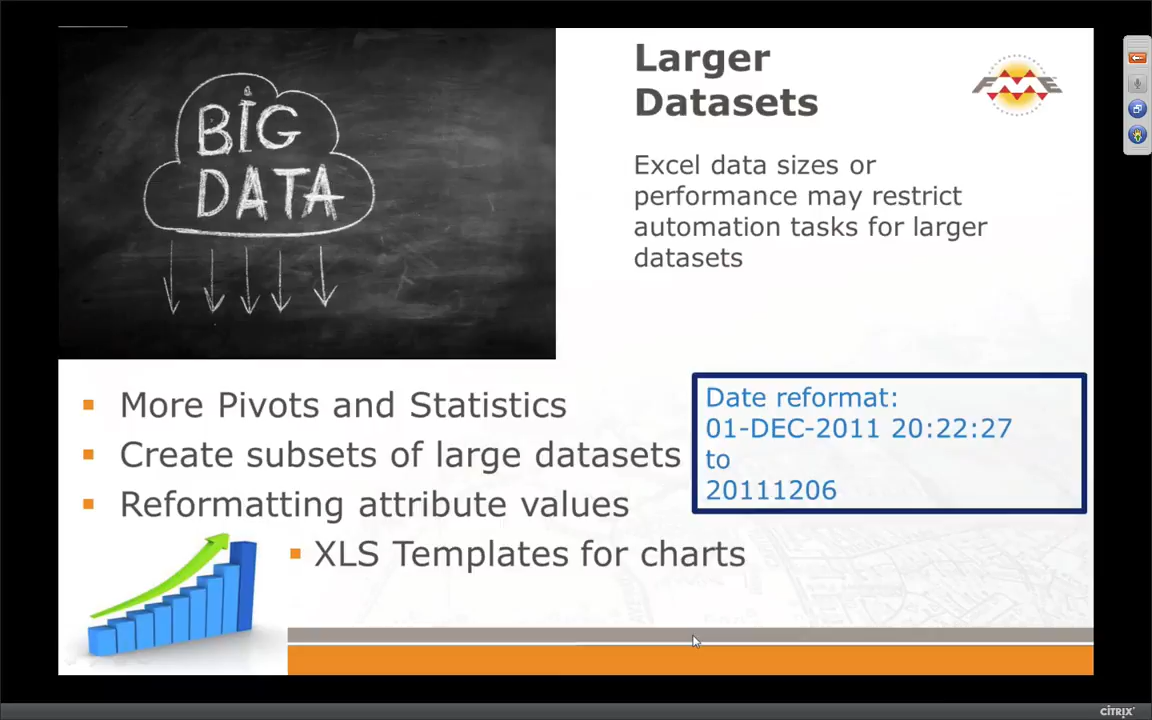 BIG
DATA
Larger
Datasets
FME
Excel data sizes or
performance may restrict
automation tasks for larger
datasets
More Pivots and Statistics
Create subsets of large datasets
Reformatting attribute values
XLS Templates for charts
Date reformat:
01-DEC-2011 20:22:27
to
20111206
CITRIX